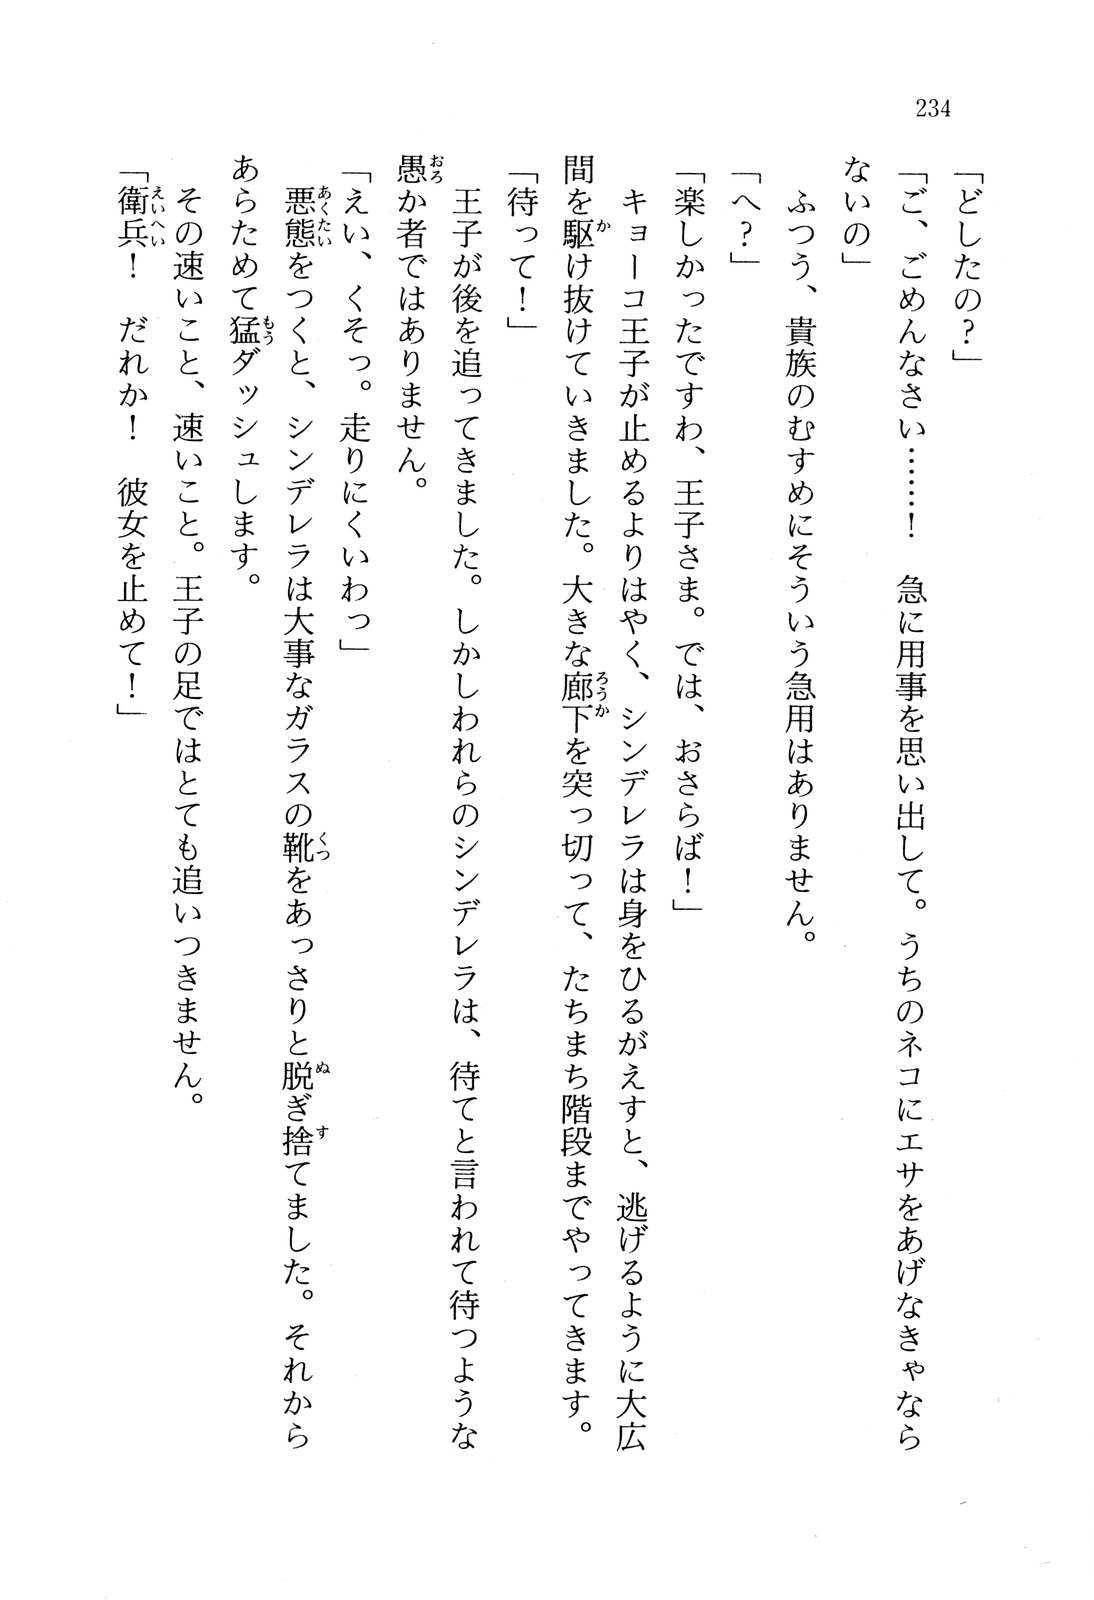 234
「どしたの？」
「ご、ごめんなさい……！　急に用事を思い出して。うちのネコにエサをあげなきゃなら
ないの」
　ふつう、貴族のむすめにそういう急用はありません。
「へ？」
「楽しかったですわ、王子さま。では、おさらば！」
　キョーコ王子が止めるよりはやく、シンデレラは身をひるがえすと、逃げるように大広
間を駆け抜けていきました。大きな廊下を突っ切って、たちまち階段までやってきます。
「待って！」
　王子が後を追ってきました。しかしわれらのシンデレラは、待てと言われて待つような
愚か者ではありません。
「えい、くそっ。走りにくいわっ」
　悪態をつくと、シンデレラは大事なガラスの靴をあっさりと脱ぎ捨てました。それから
あらためて猛ダッシュします。
　その速いこと、速いこと。王子の足ではとても追いつきません。
「衛兵！　だれか！　彼女を止めて！」